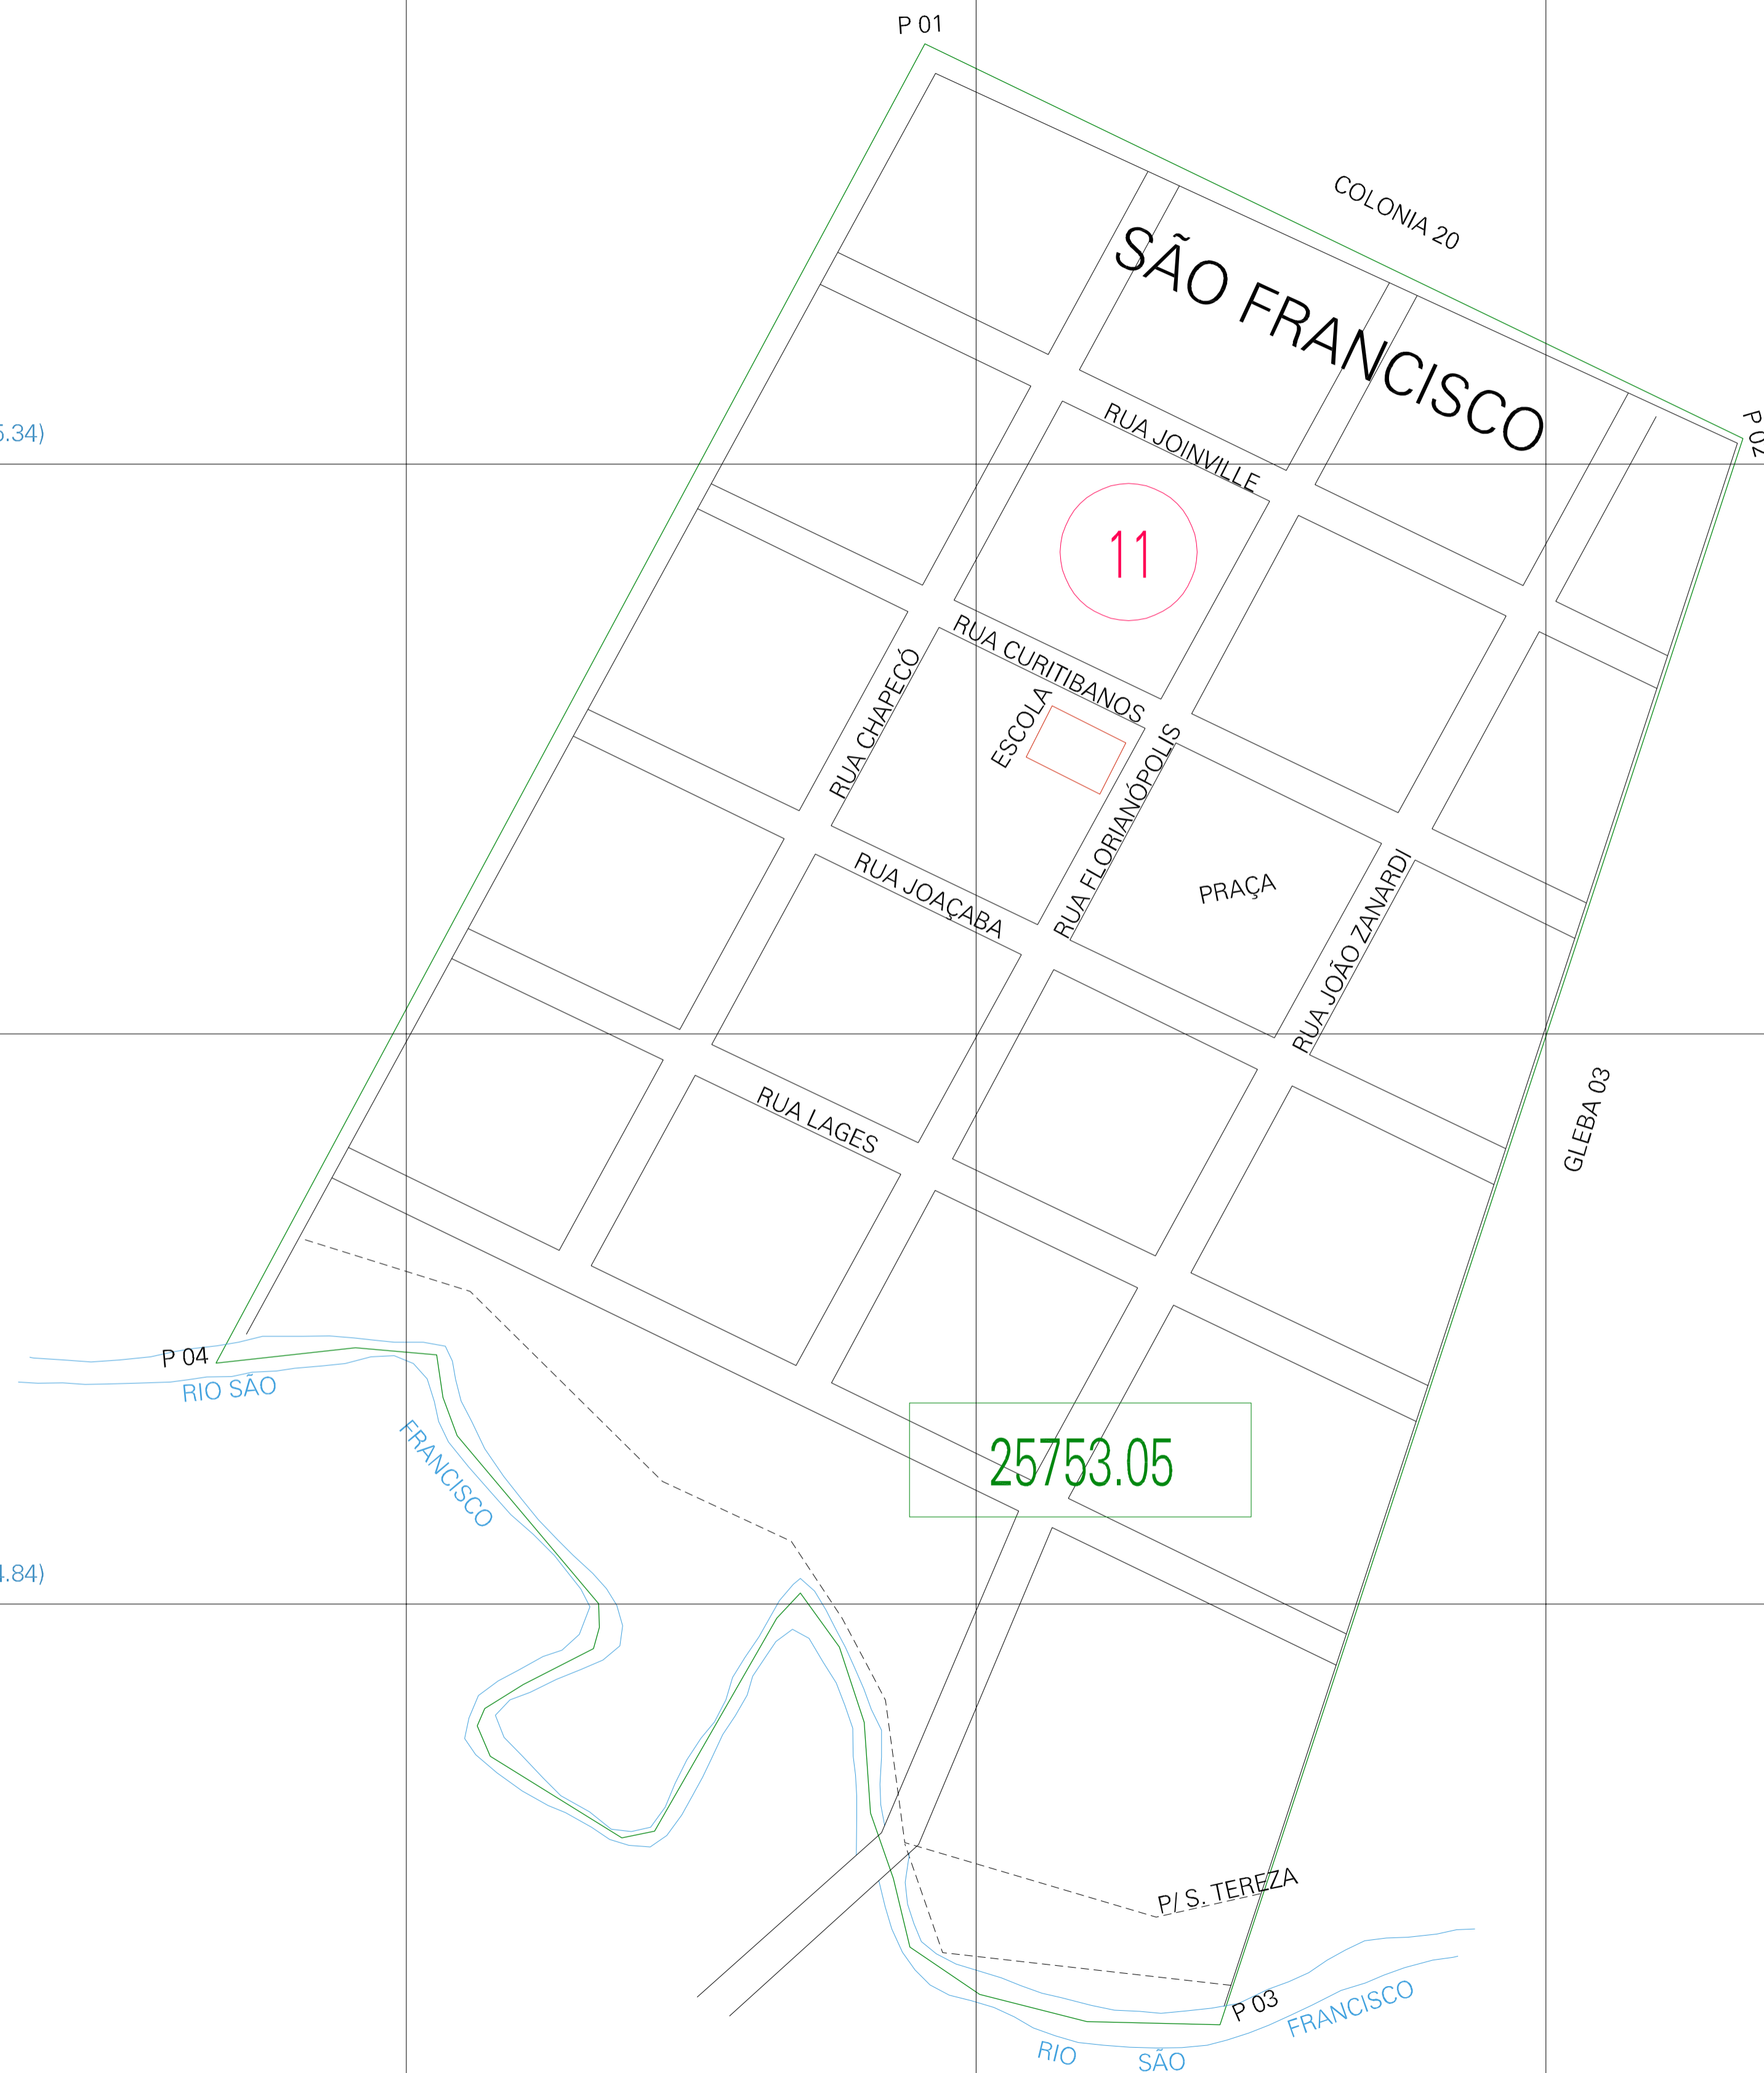 P 01
COLONIA 20
SÃO FRANCISCO
P 02
5.34)
RUA JOINVILLE
11
RUA CURITIBANOS
ESCOLA
RUA CHAPECÓ
RUA FLORIANÓPOLIS
RUA JOAÇABA
PRAÇA
RUA JOÃO ZANARDI
RUA LAGES
GLEBA 03
P 04
RIO SÃO
FRANCISCO
25753.05
4.84)
P/ S. TEREZA
P 03
RIO SÃO FRANCISCO